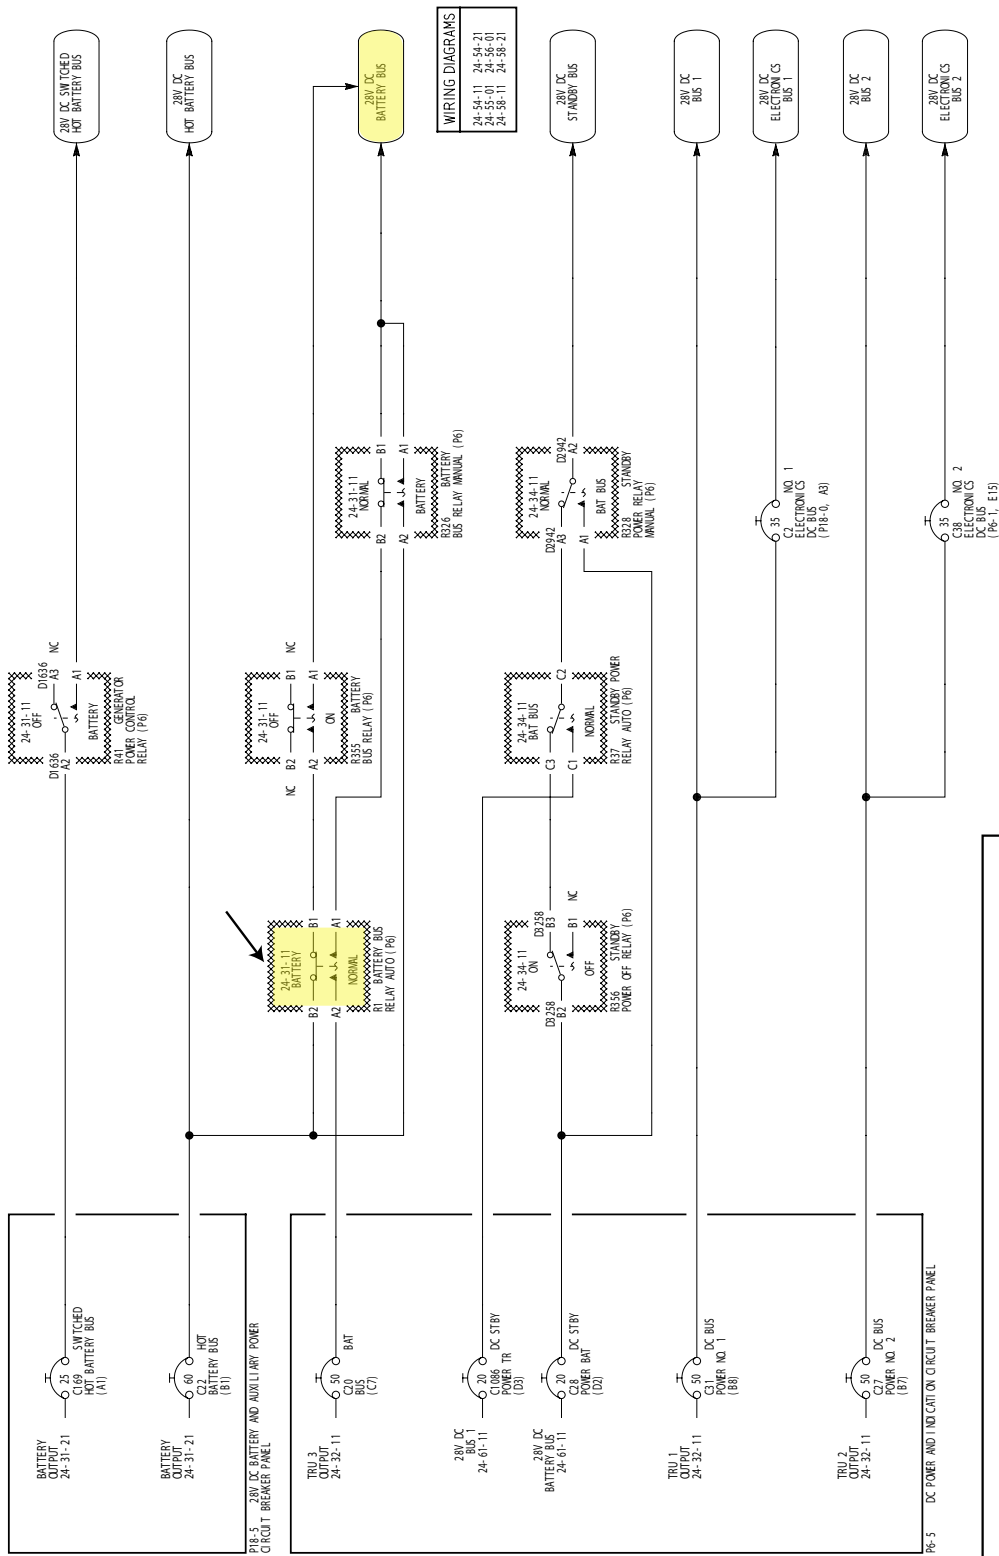 28V DC SWITCHED
HOT BATTERY BUS
28V DC
HOT BATTERY BUS
28V DC
BATTERY BUS
WIRING DIAGRAMS
24-54-11 24-54-21
24-55-01 24-56-01
24-58-11 24-58-21
28V DC
STANDBY BUS
28V DC
BUS 1
28V DC
ELECTRONICS
BUS 1
28V DC
BUS 2
28V DC
ELECTRONICS
BUS 2
B1
A1
24-31-11
NORMAL
BATTERY
B2
A2
R326 BATTERY
BUS RELAY MANUAL (P6)
D2942
A2
24-34-11
NORMAL
BAT BUS
D2942
A3
A1
R328 STANDBY
POWER RELAY
MANUAL (P6)
35
C2 NO. 1
ELECTRONICS
DC BUS
(P18-0, A3)
35
C38 NO. 2
ELECTRONICS
DC BUS
(P6-1, E15)
D1636
A3
NC
A1
24-31-11
OFF
BATTERY
D1636
A2
R41 GENERATOR
POWER CONTROL
RELAY (P6)
B1
NC
A1
24-31-11
OFF
ON
B2
NC
A2
R355 BATTERY
BUS RELAY (P6)
C2
24-34-11
BAT BUS
NORMAL
C3
C1
R37 STANDBY POWER
RELAY AUTO (P6)
B1
A1
24-31-11
BATTERY
NORMAL
B2
A2
R1 BATTERY BUS
RELAY AUTO (P6)
D3258
B3
NC
B1
24-34-11
ON
OFF
D3258
B2
R356 STANDBY
POWER OFF RELAY (P6)
25
C169 SWITCHED
HOT BATTERY BUS
(A1)
BATTERY
OUTPUT
24-31-21
60
C22 HOT
BATTERY BUS
(B1)
BATTERY
OUTPUT
24-31-21
P18-5 28V DC BATTERY AND AUXILIARY POWER
CIRCUIT BREAKER PANEL
50
C20 BAT
BUS
(C7)
TRU 3
OUTPUT
24-32-11
20
C1086 DC STBY
POWER TR
(D3)
28V DC
BUS 1
24-61-11
20
C28 DC STBY
POWER BAT
(D2)
28V DC
BATTERY BUS
24-61-11
50
C31 DC BUS
POWER NO. 1
(B8)
TRU 1
OUTPUT
24-32-11
50
C27 DC BUS
POWER NO. 2
(B7)
TRU 2
OUTPUT
24-32-11
P6-5 DC POWER AND INDICATION CIRCUIT BREAKER PANEL